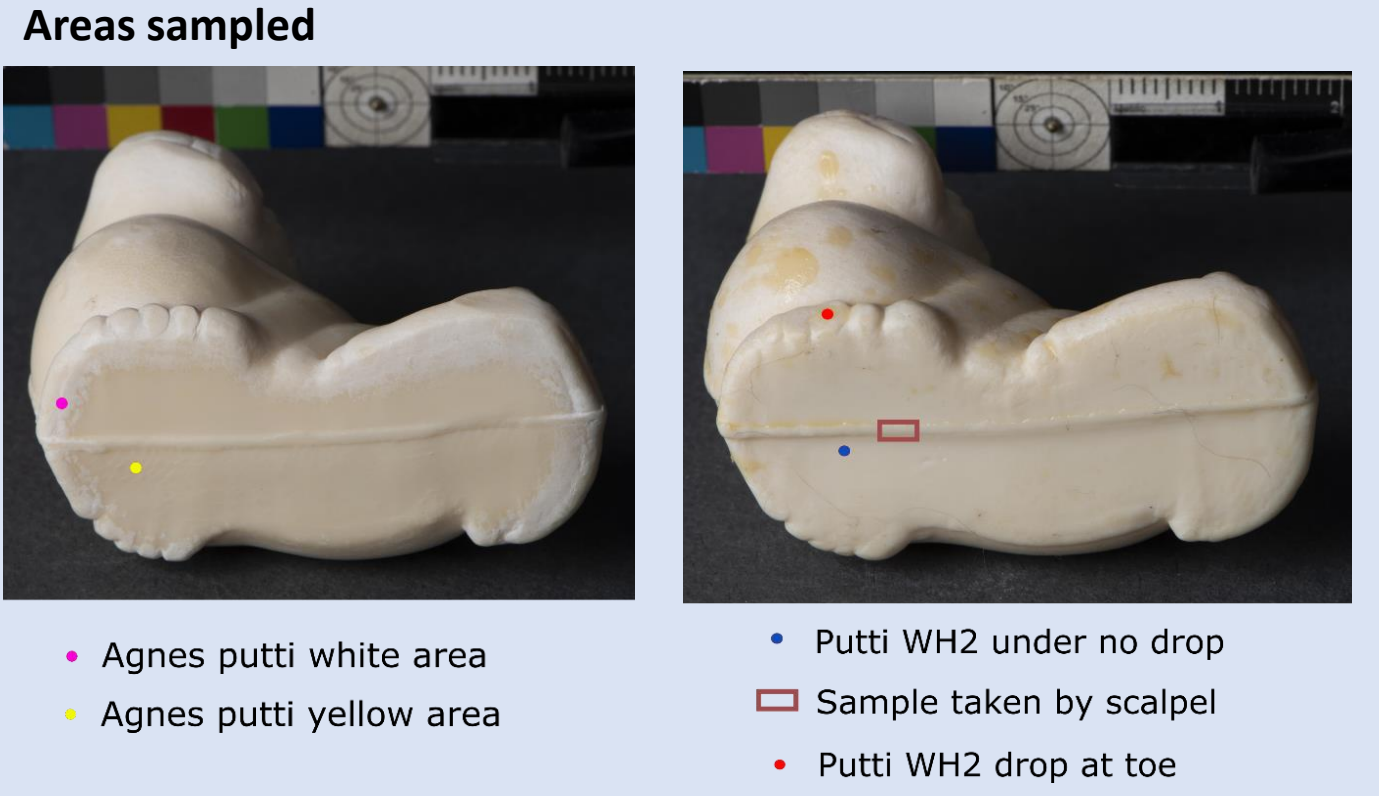 Areas sampled
Agnes putti white area
Agnes putti yellow area
Putti WH2 under no drop
Sample taken by scalpel
Putti WH2 drop at toe